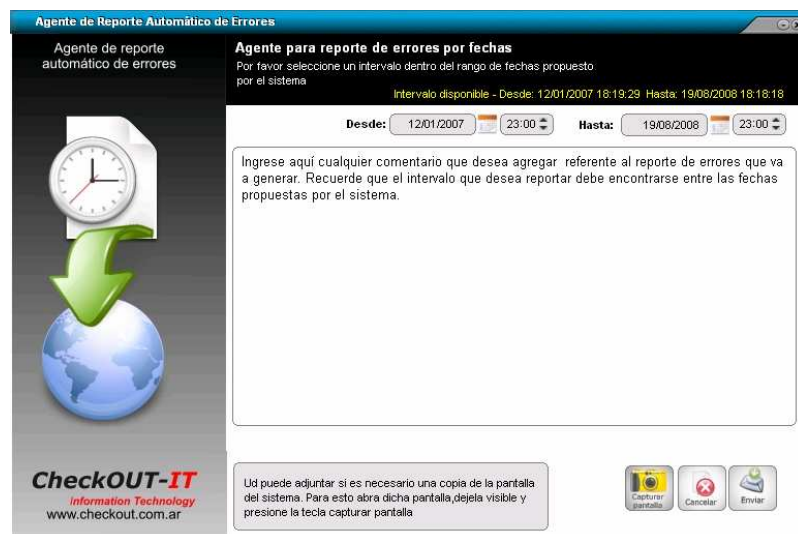 Agente de Reporte Automático de Errores
Agente de reporte
automático de errores
Agente para reporte de errores por fechas
Por favor seleccione un intervalo dentro del rango de fechas propuesto
por el sistema
Intervalo disponible - Desde: 12/01/2007 18:19:29 Hasta: 19/08/2008 18:18:18
Desde: 12/01/2007 23:00 Hasta: 19/08/2008 23:00
Ingrese aquí cualquier comentario que desea agregar referente al reporte de errores que va
a generar. Recuerde que el intervalo que desea reportar debe encontrarse entre las fechas
propuestas por el sistema.
CheckOUT-IT
Information Technology
www.checkout.com.ar
Ud puede adjuntar si es necesario una copia de la pantalla
del sistema. Para esto abra dicha pantalla,dejela visible y
presione la tecla capturar pantalla
Capturar
pantalla
Cancelar
Enviar